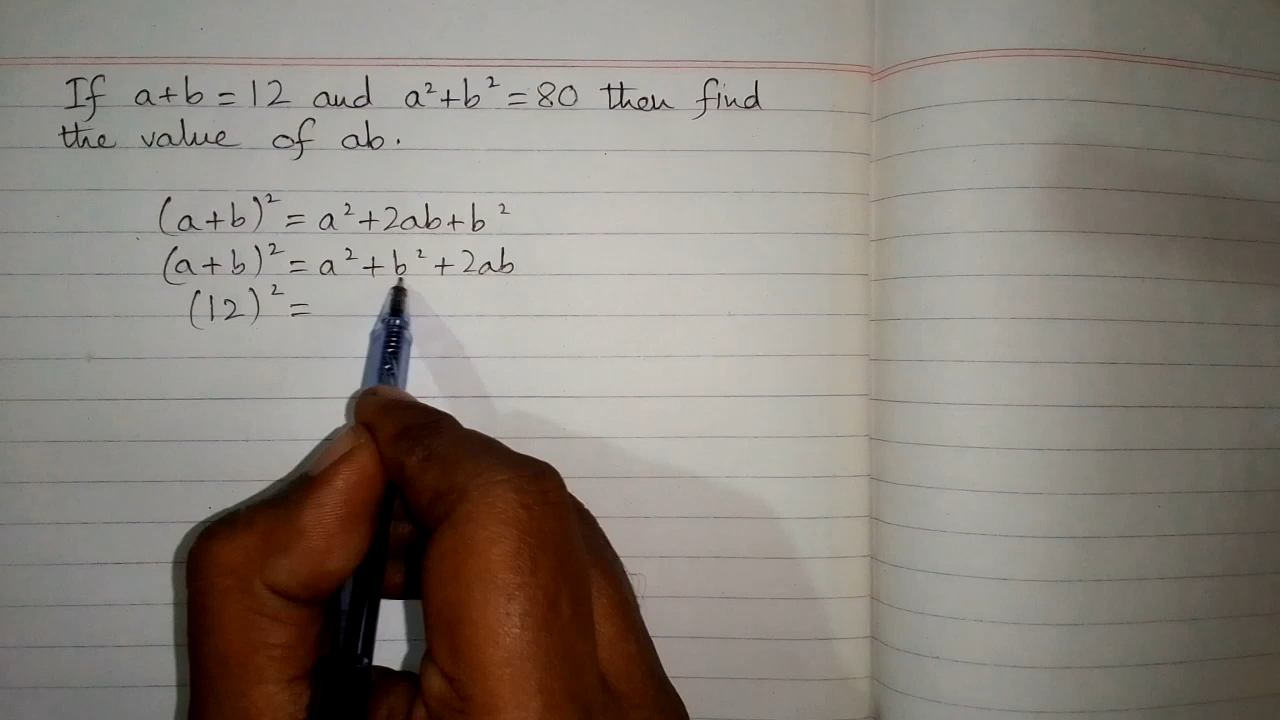 If a+b=12 and a²+b²=80 then find
the value of ab.
(a+b)²=a²+2ab+b²
(a+b)²=a²+b²+2ab
(12)²=